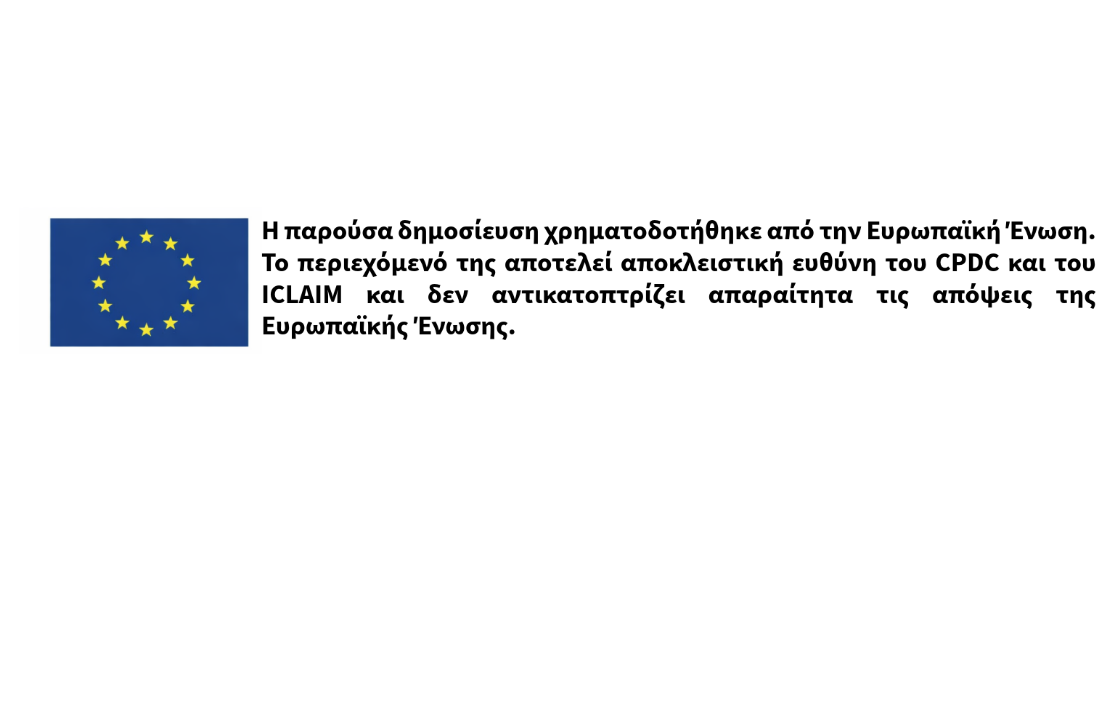 Η παρούσα δημοσίευση χρηματοδοτήθηκε από την Ευρωπαϊκή Ένωση.
Το περιεχόμενό της αποτελεί αποκλειστική ευθύνη του CPDC και του
ICLAIM και δεν αντικατοπτρίζει απαραίτητα τις απόψεις της
Ευρωπαϊκής Ένωσης.